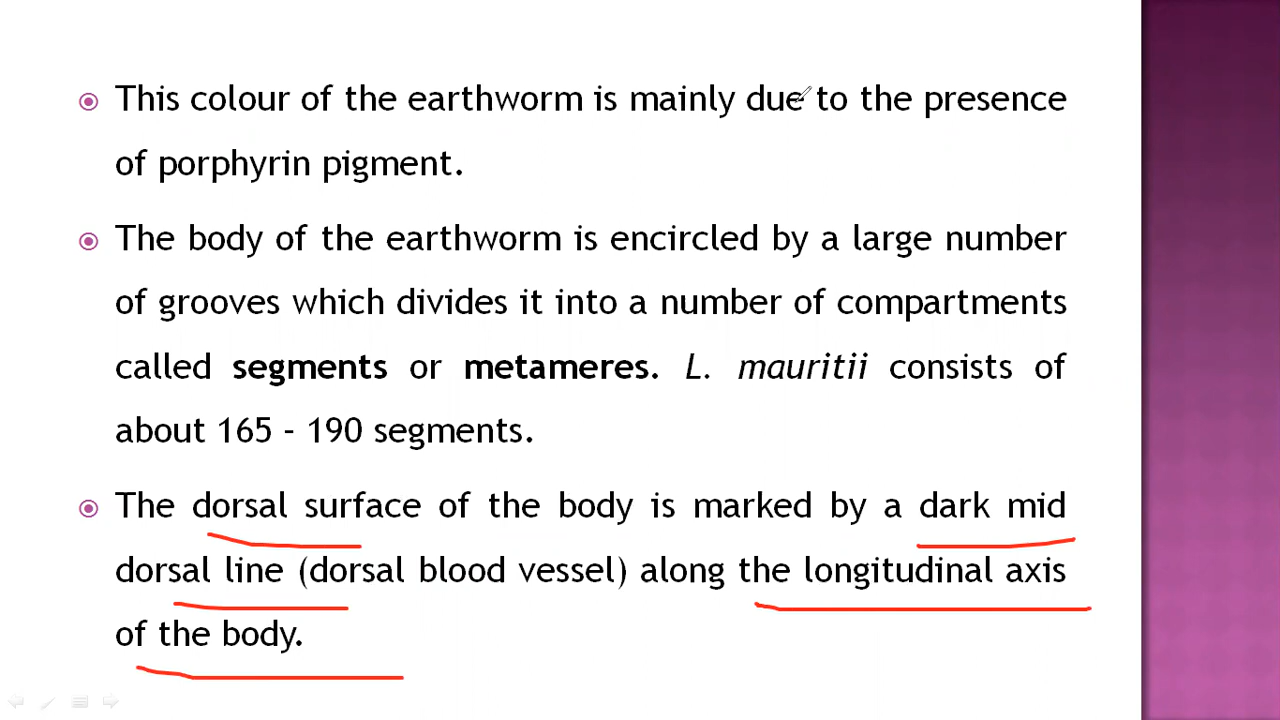 This colour of the earthworm is mainly due to the presence
of porphyrin pigment.
The body of the earthworm is encircled by a large number
of grooves which divides it into a number of compartments
called segments or metameres. L. mauritii consists of
about 165 - 190 segments.
The dorsal surface of the body is marked by a dark mid
dorsal line (dorsal blood vessel) along the longitudinal axis
of the body.